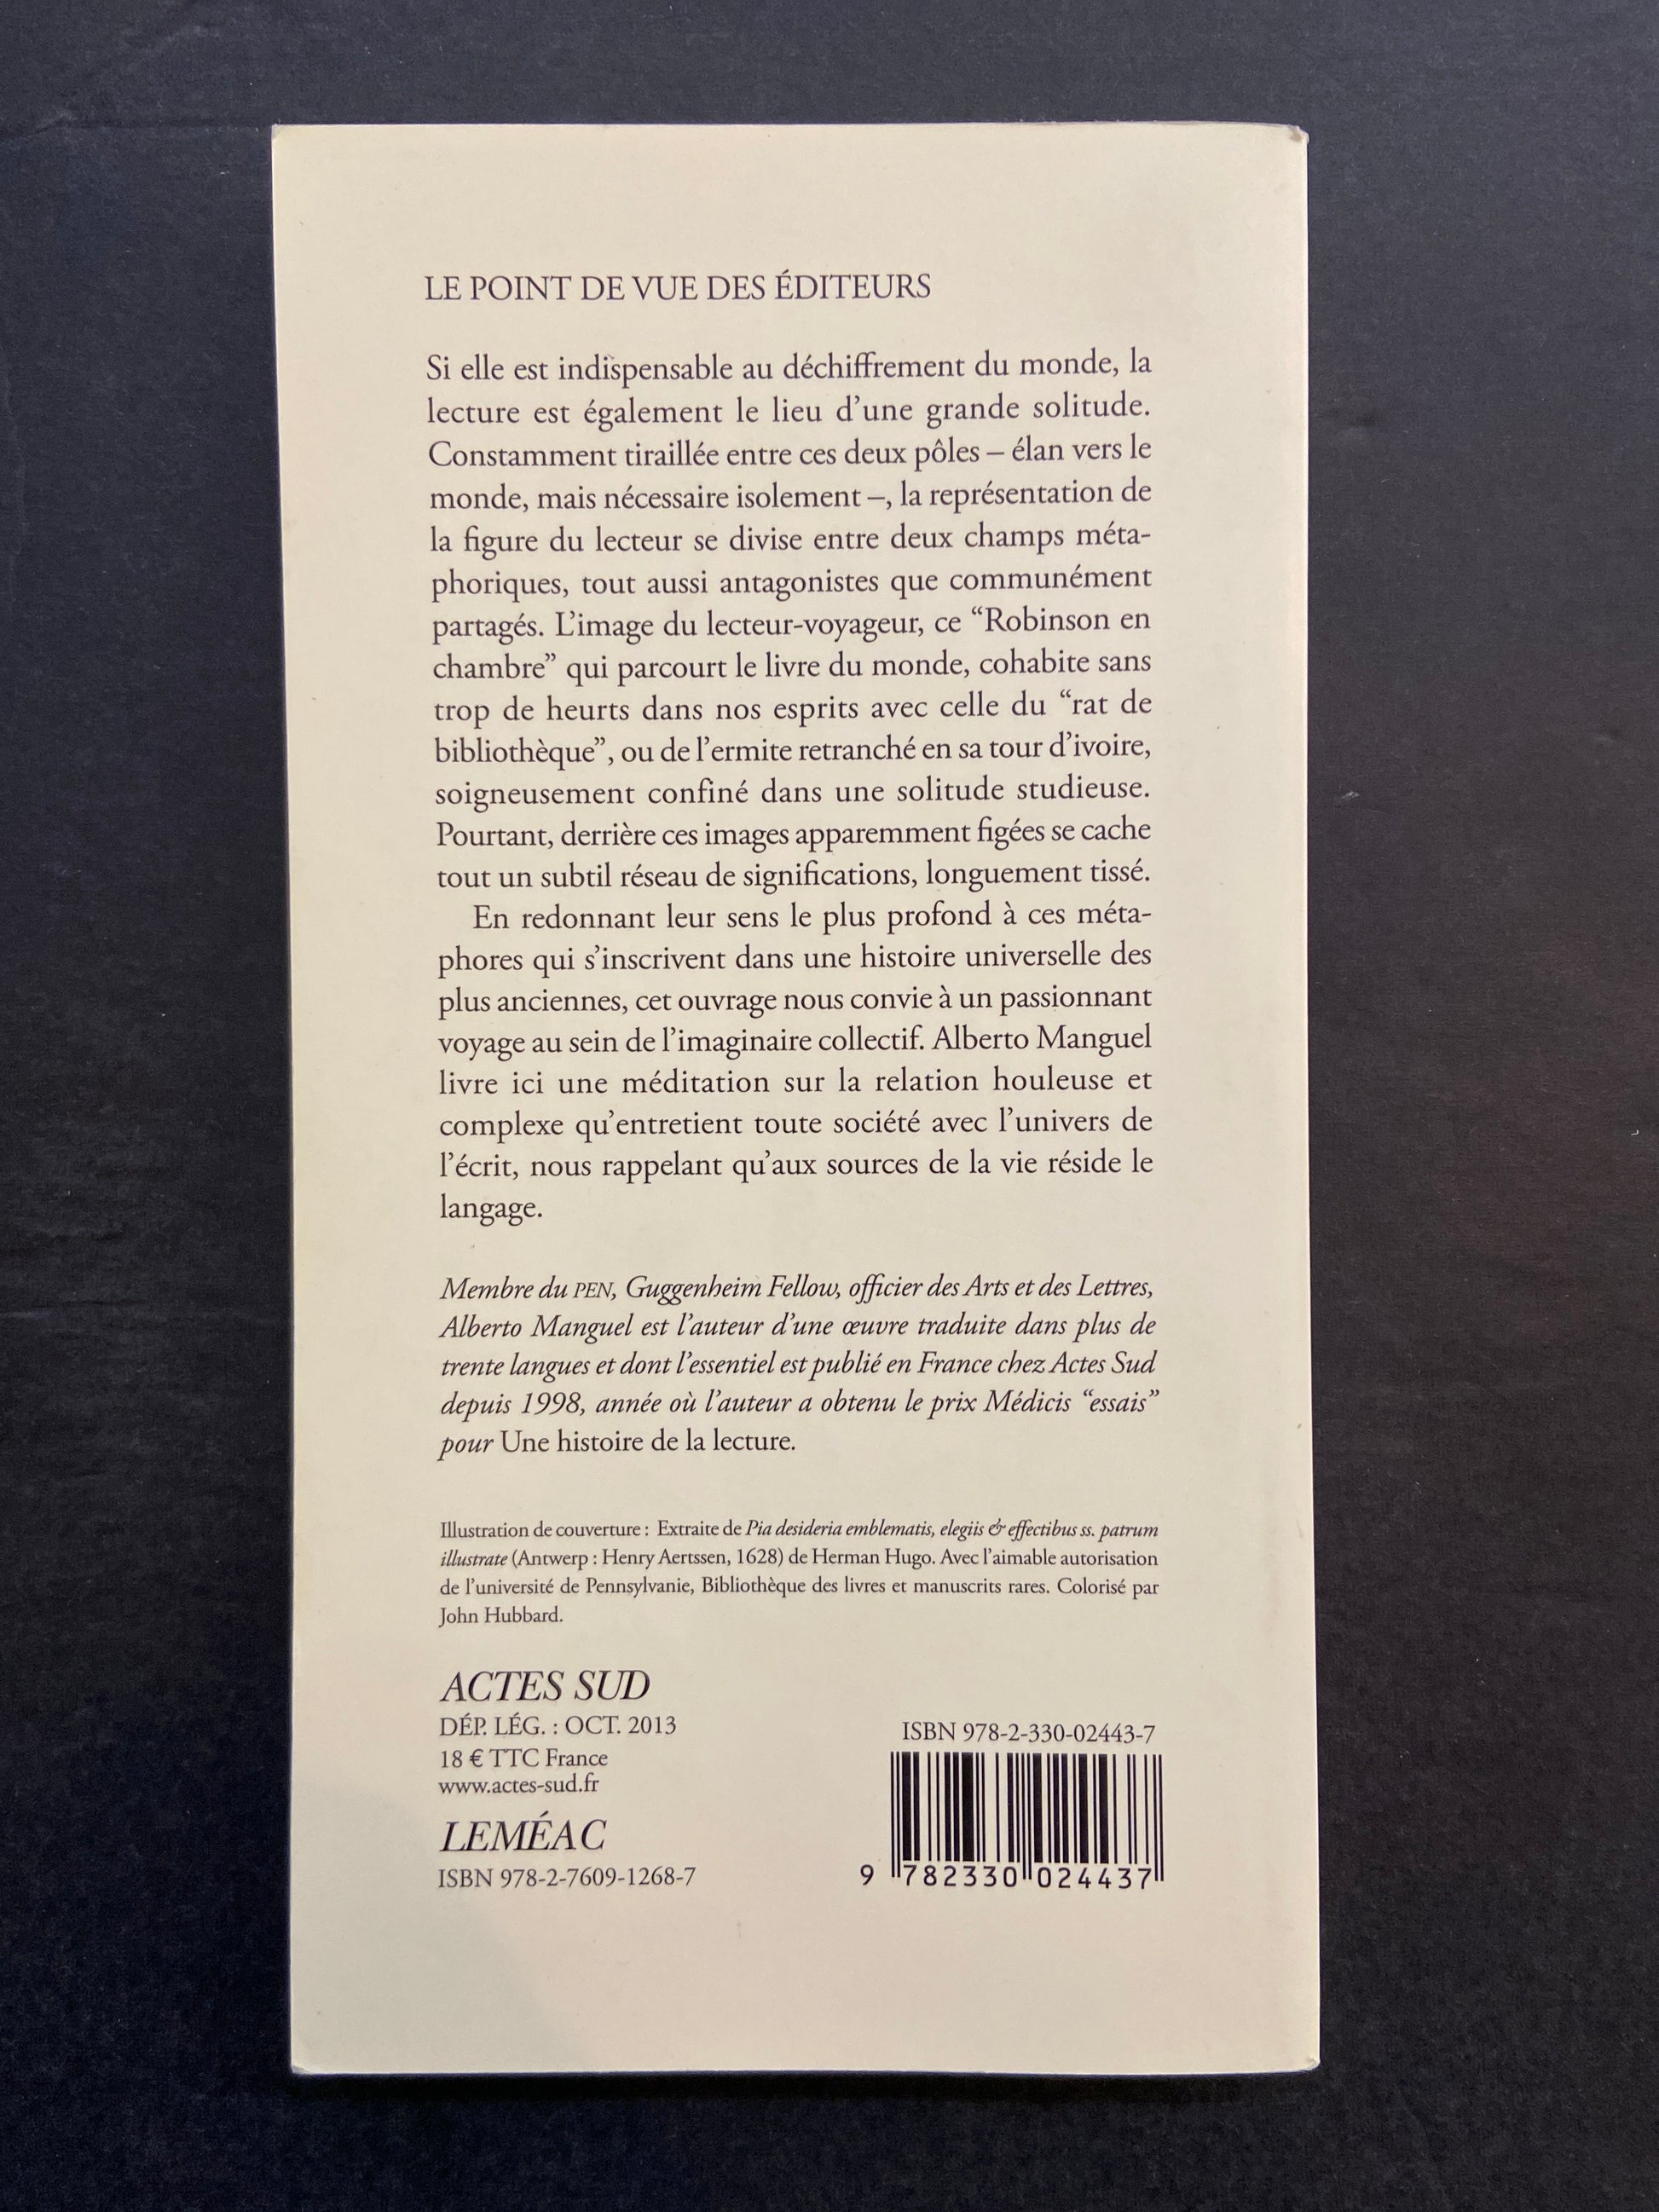 LE POINT DE VUE DES ÉDITEURS
Si elle est indispensable au déchiffrement du monde, la
lecture est également le lieu d’une grande solitude.
Constamment tiraillée entre ces deux pôles – élan vers le
monde, mais nécessaire isolement –, la représentation de
la figure du lecteur se divise entre deux champs méta-
phoriques, tout aussi antagonistes que communément
partagés. L’image du lecteur-voyageur, ce “Robinson en
chambre” qui parcourt le livre du monde, cohabite sans
trop de heurts dans nos esprits avec celle du “rat de
bibliothèque”, ou de l’ermite retranché en sa tour d’ivoire,
soigneusement confiné dans une solitude studieuse.
Pourtant, derrière ces images apparemment figées se cache
tout un subtil réseau de significations, longuement tissé.
En redonnant leur sens le plus profond à ces méta-
phores qui s’inscrivent dans une histoire universelle des
plus anciennes, cet ouvrage nous convie à un passionnant
voyage au sein de l’imaginaire collectif. Alberto Manguel
livre ici une méditation sur la relation houleuse et
complexe qu’entretient toute société avec l’univers de
l’écrit, nous rappelant qu’aux sources de la vie réside le
langage.
Membre du PEN, Guggenheim Fellow, officier des Arts et des Lettres,
Alberto Manguel est l’auteur d’une œuvre traduite dans plus de
trente langues et dont l’essentiel est publié en France chez Actes Sud
depuis 1998, année où l’auteur a obtenu le prix Médicis “essais”
pour Une histoire de la lecture.
Illustration de couverture : Extraite de Pia desideria emblematis, elegiis & effectibus ss. patrum
illustrate (Antwerp : Henry Aertssen, 1628) de Herman Hugo. Avec l’aimable autorisation
de l’université de Pennsylvanie, Bibliothèque des livres et manuscrits rares. Colorisé par
John Hubbard.
ACTES SUD
DÉP. LÉG. : OCT. 2013
18 € TTC France
www.actes-sud.fr
LEMÉAC
ISBN 978-2-7609-1268-7
ISBN 978-2-330-02443-7
9 782330 024437